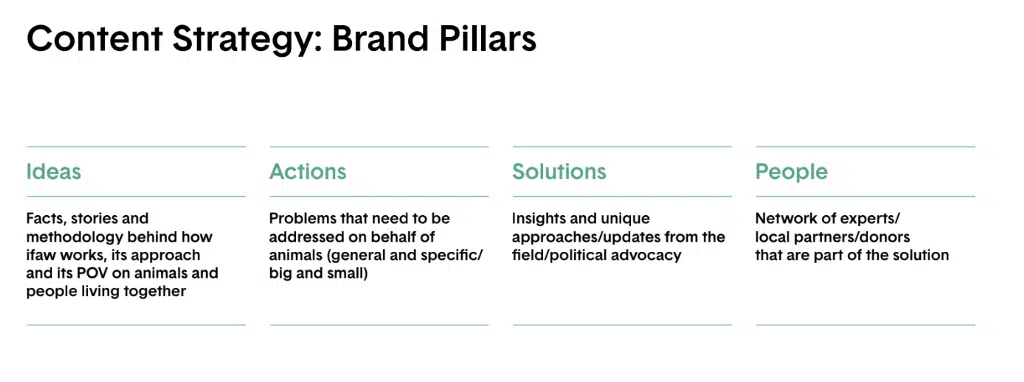 Content Strategy: Brand Pillars
Ideas
Facts, stories and
methodology behind how
ifaw works, its approach
and its POV on animals and
people living together
Actions
Problems that need to be
addressed on behalf of
animals (general and specific/
big and small)
Solutions
Insights and unique
approaches/updates from the
field/political advocacy
People
Network of experts/
local partners/donors
that are part of the solution